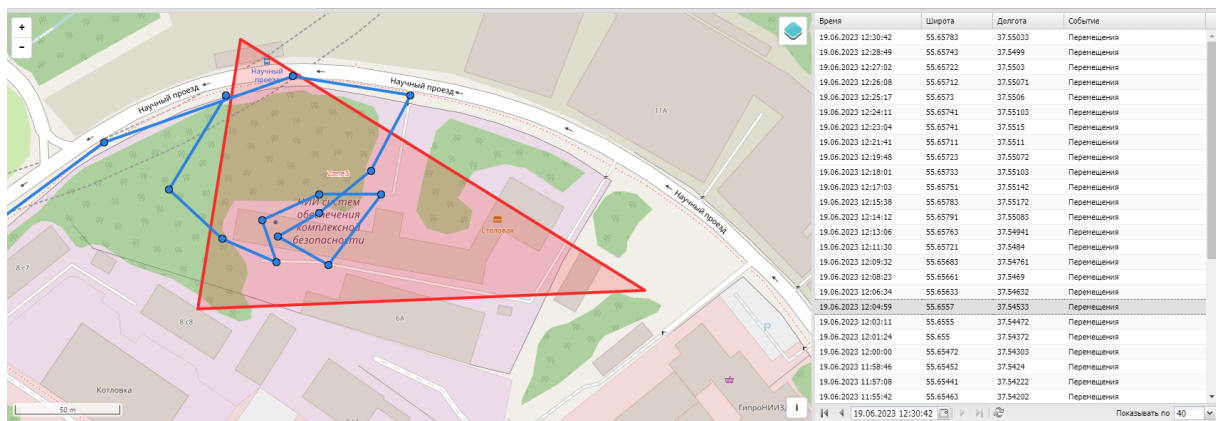 +
−
Научный
проезд
Научный проезд
Научный проезд
Научный проезд
11А
Zone3
НИИ систем
обеспечения
комплексной
безопасности
Столовая
8 с7
8 с8
6А
P
Котловка
50 m
ГипроНИИЗ
i
Время Широта Долгота Событие
19.06.2023 12:30:42 55.65783 37.55033 Перемещения
19.06.2023 12:28:49 55.65743 37.5499 Перемещения
19.06.2023 12:27:02 55.65722 37.5503 Перемещения
19.06.2023 12:26:08 55.65712 37.55071 Перемещения
19.06.2023 12:25:17 55.6573 37.5506 Перемещения
19.06.2023 12:24:11 55.65741 37.55103 Перемещения
19.06.2023 12:23:04 55.65741 37.5515 Перемещения
19.06.2023 12:21:41 55.65711 37.5511 Перемещения
19.06.2023 12:19:48 55.65723 37.55072 Перемещения
19.06.2023 12:18:01 55.65733 37.55103 Перемещения
19.06.2023 12:17:03 55.65751 37.55142 Перемещения
19.06.2023 12:15:38 55.65783 37.55172 Перемещения
19.06.2023 12:14:12 55.65791 37.55083 Перемещения
19.06.2023 12:13:06 55.65763 37.54941 Перемещения
19.06.2023 12:11:30 55.65721 37.5484 Перемещения
19.06.2023 12:09:32 55.65683 37.54761 Перемещения
19.06.2023 12:08:23 55.65661 37.5469 Перемещения
19.06.2023 12:06:34 55.65633 37.54632 Перемещения
19.06.2023 12:04:59 55.6557 37.54533 Перемещения
19.06.2023 12:03:11 55.6555 37.54472 Перемещения
19.06.2023 12:01:24 55.655 37.54372 Перемещения
19.06.2023 12:00:00 55.65472 37.54303 Перемещения
19.06.2023 11:58:46 55.65452 37.5424 Перемещения
19.06.2023 11:57:08 55.65441 37.54222 Перемещения
19.06.2023 11:55:42 55.65463 37.54202 Перемещения
19.06.2023 12:30:42 Показывать по 40